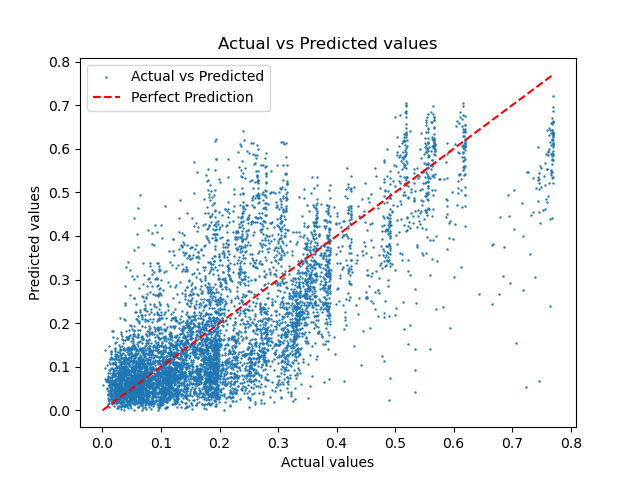 Actual vs Predicted values
Actual vs Predicted
Perfect Prediction
0.8
0.7
0.6
0.5
0.4
0.3
0.2
0.1
0.0
Predicted values
0.0 0.1 0.2 0.3 0.4 0.5 0.6 0.7 0.8
Actual values